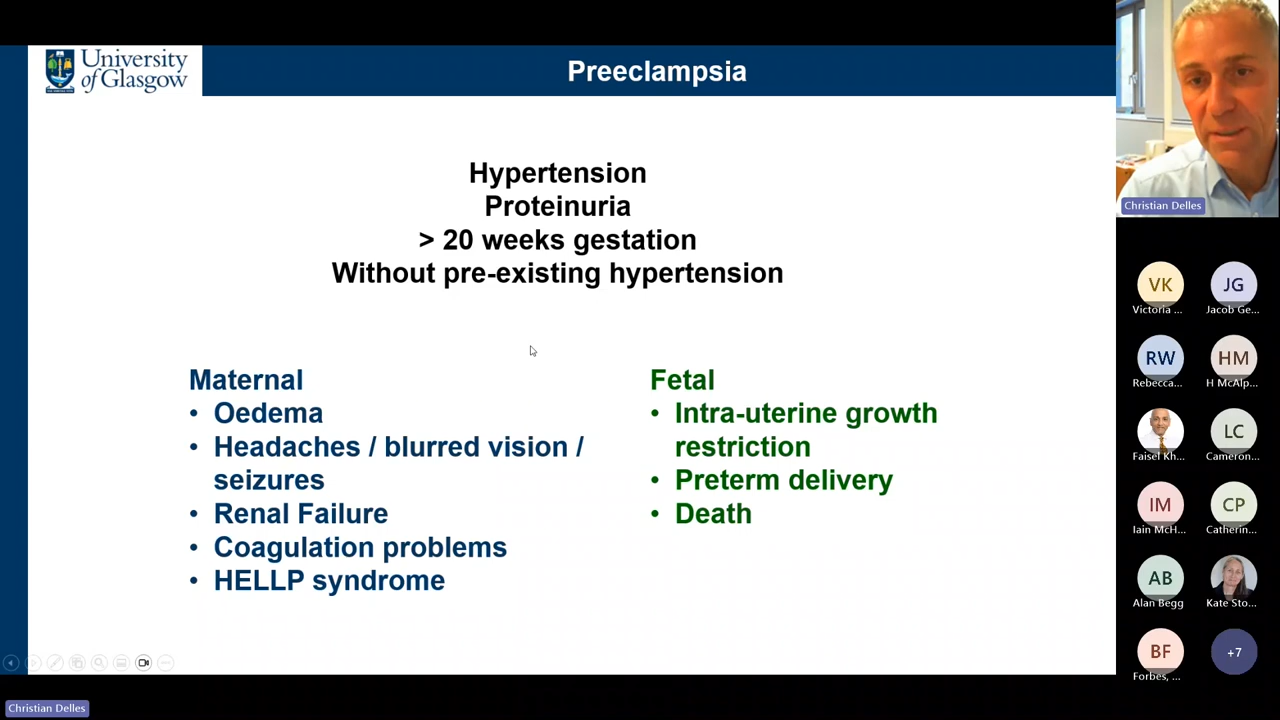 University
of Glasgow
Preeclampsia
Hypertension
Proteinuria
> 20 weeks gestation
Without pre-existing hypertension
Maternal
• Oedema
• Headaches / blurred vision /
seizures
• Renal Failure
• Coagulation problems
• HELLP syndrome
Fetal
• Intra-uterine growth
restriction
• Preterm delivery
• Death
Christian Delles
VK
Victoria ...
JG
Jacob Ge...
RW
Rebecca...
HM
H McAlp...
Faisel Kh...
LC
Cameron...
IM
Iain McH...
CP
Catherin...
AB
Alan Begg
Kate Sto...
BF
Forbes, ...
+7
Christian Delles